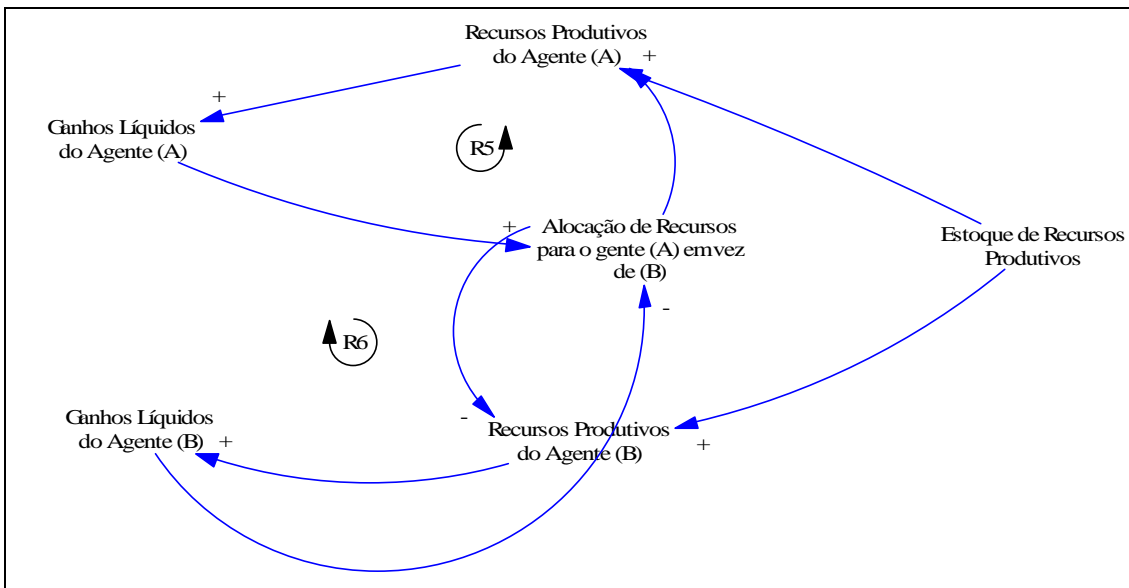 Recursos Produtivos
do Agente (A)
+
+
Ganhos Líquidos
do Agente (A)
R5
+
Alocação de Recursos
para o gente (A) em vez
de (B)
Estoque de Recursos
Produtivos
-
R6
Ganhos Líquidos
do Agente (B)
+
-
Recursos Produtivos
do Agente (B)
+